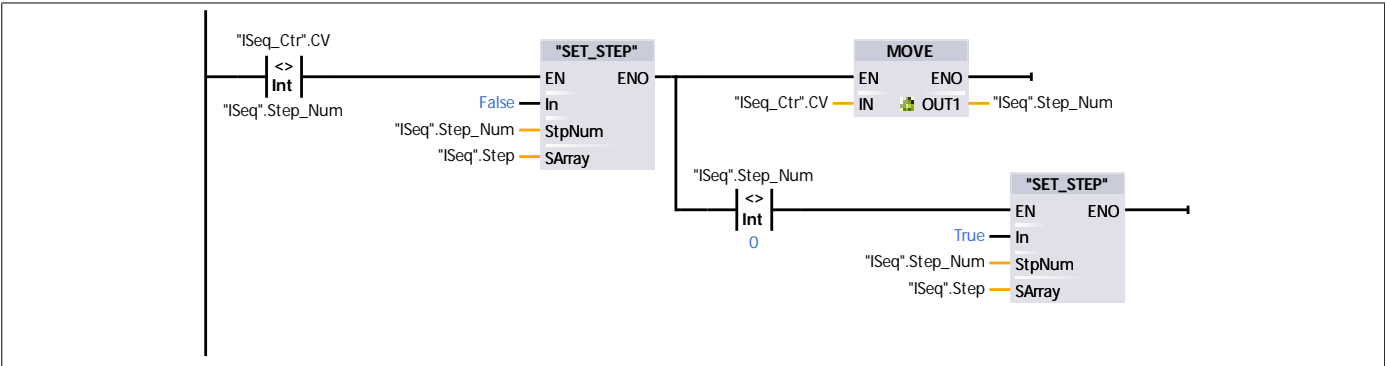 "ISeq_Ctr".CV
<>
Int
"ISeq".Step_Num
"SET_STEP"
EN ENO
False In
"ISeq".Step_Num StpNum
"ISeq".Step SArray
MOVE
EN ENO
"ISeq_Ctr".CV IN OUT1 "ISeq".Step_Num
"ISeq".Step_Num
<>
Int
0
"SET_STEP"
EN ENO
True In
"ISeq".Step_Num StpNum
"ISeq".Step SArray